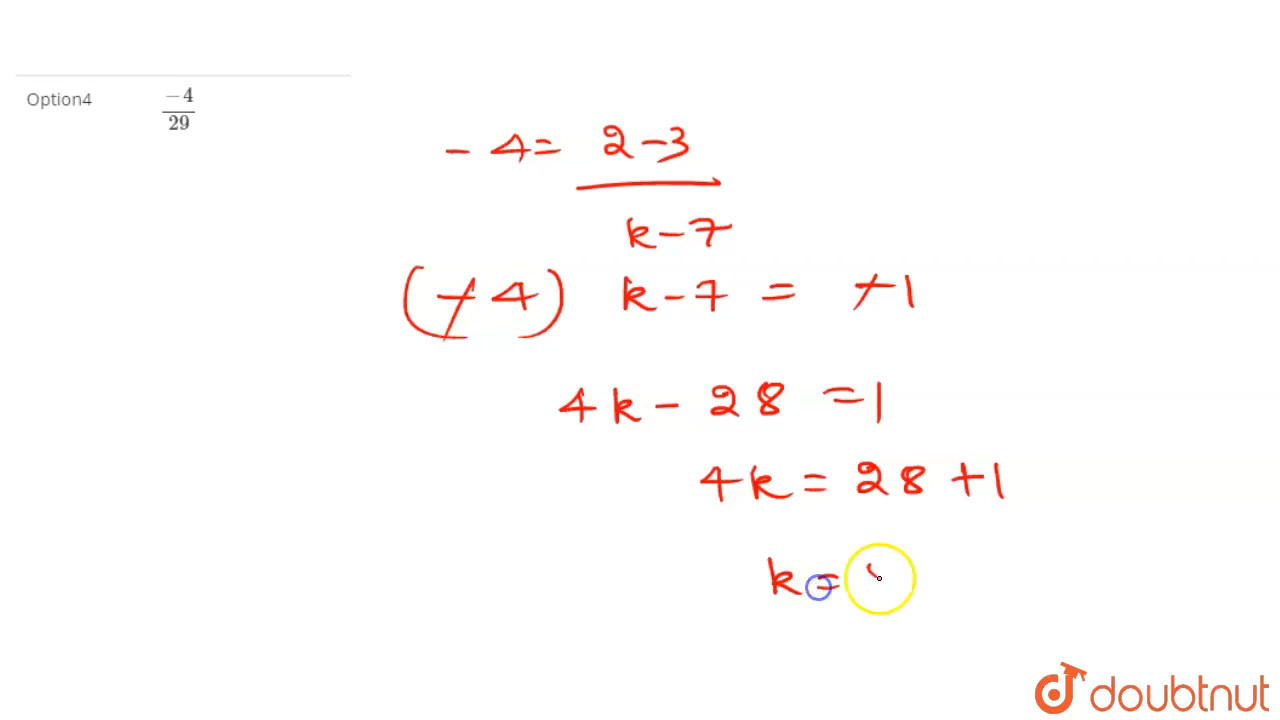 Option4 -4/29
- 4 = 2 - 3
k - 7
(-4) k - 7 = -1
4k - 28 = 1
4k = 28 + 1
k =
doubtnut